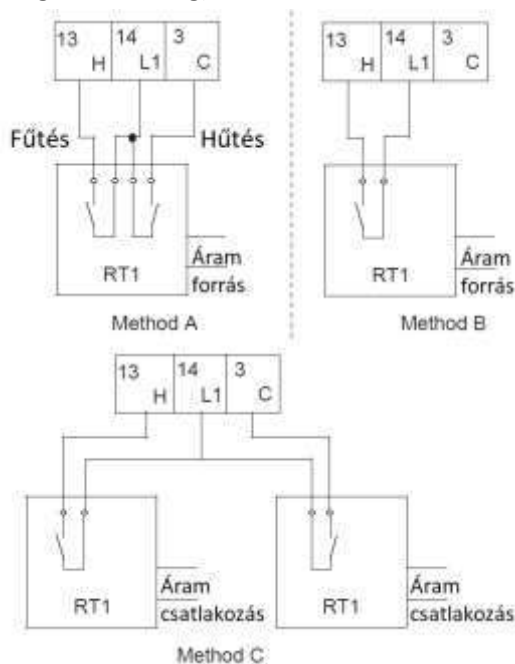 13 14 3
H L1 C
Fűtés Hűtés
RT1
Áram
forrás
Method A
13 14 3
H L1 C
RT1
Áram
forrás
Method B
13 14 3
H L1 C
RT1
Áram
csatlakozás
RT1
Áram
csatlakozás
Method C